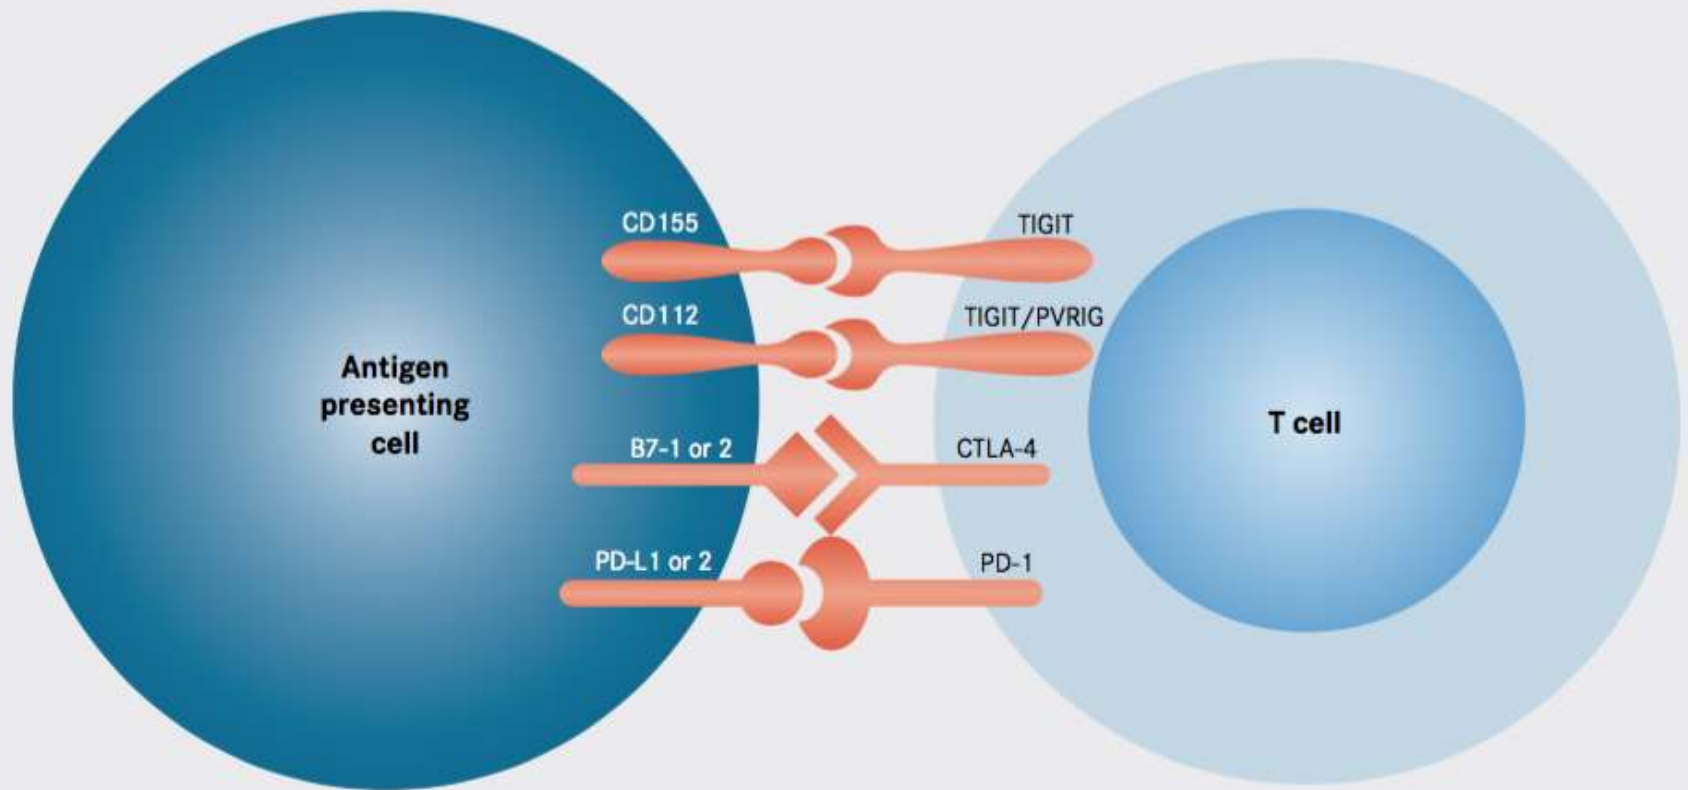 CD155
TIGIT
CD112
TIGIT/PVRIG
Antigen
presenting
cell
T cell
B7-1 or 2
CTLA-4
PD-L1 or 2
PD-1